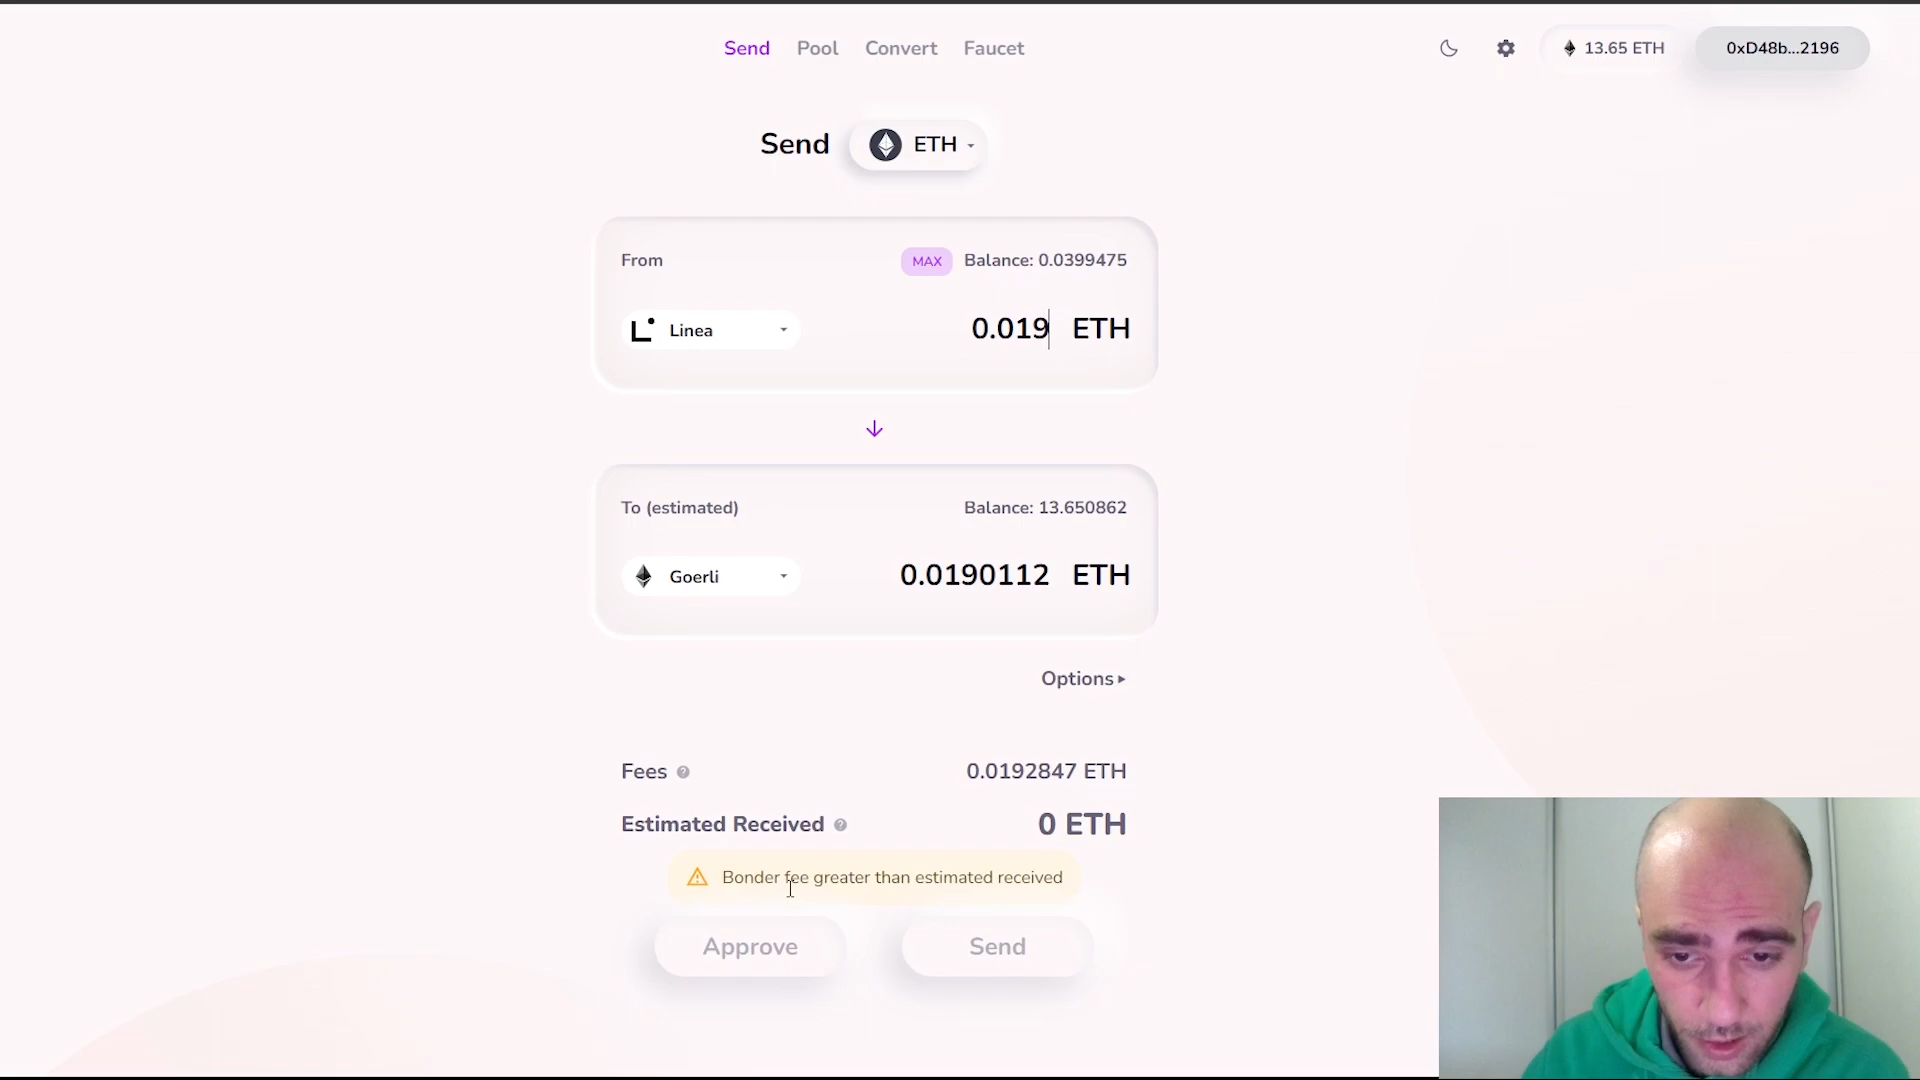 Send Pool Convert Faucet 13.65 ETH 0xD48b...2196
Send ETH
From MAX Balance: 0.0399475
Linea 0.019 ETH
To (estimated) Balance: 13.650862
Goerli 0.0190112 ETH
Options
Fees 0.0192847 ETH
Estimated Received 0 ETH
Bonder fee greater than estimated received
Approve Send